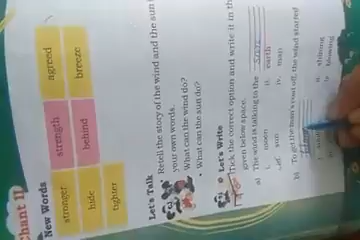 chant II
New Words
stronger strength agreed
hide behind breeze
tighter
Let's Talk
• Retell the story of the wind and the sun
your own words.
• What can the wind do?
• What can the sun do?
• Let's Write
Tick the correct option and write it in th
given below space.
a) The wind is talking to the
i. moon ii. earth
iii. sun iv. man
b) To get the man's coat off, the wind started
ii. shining
iv. blowing